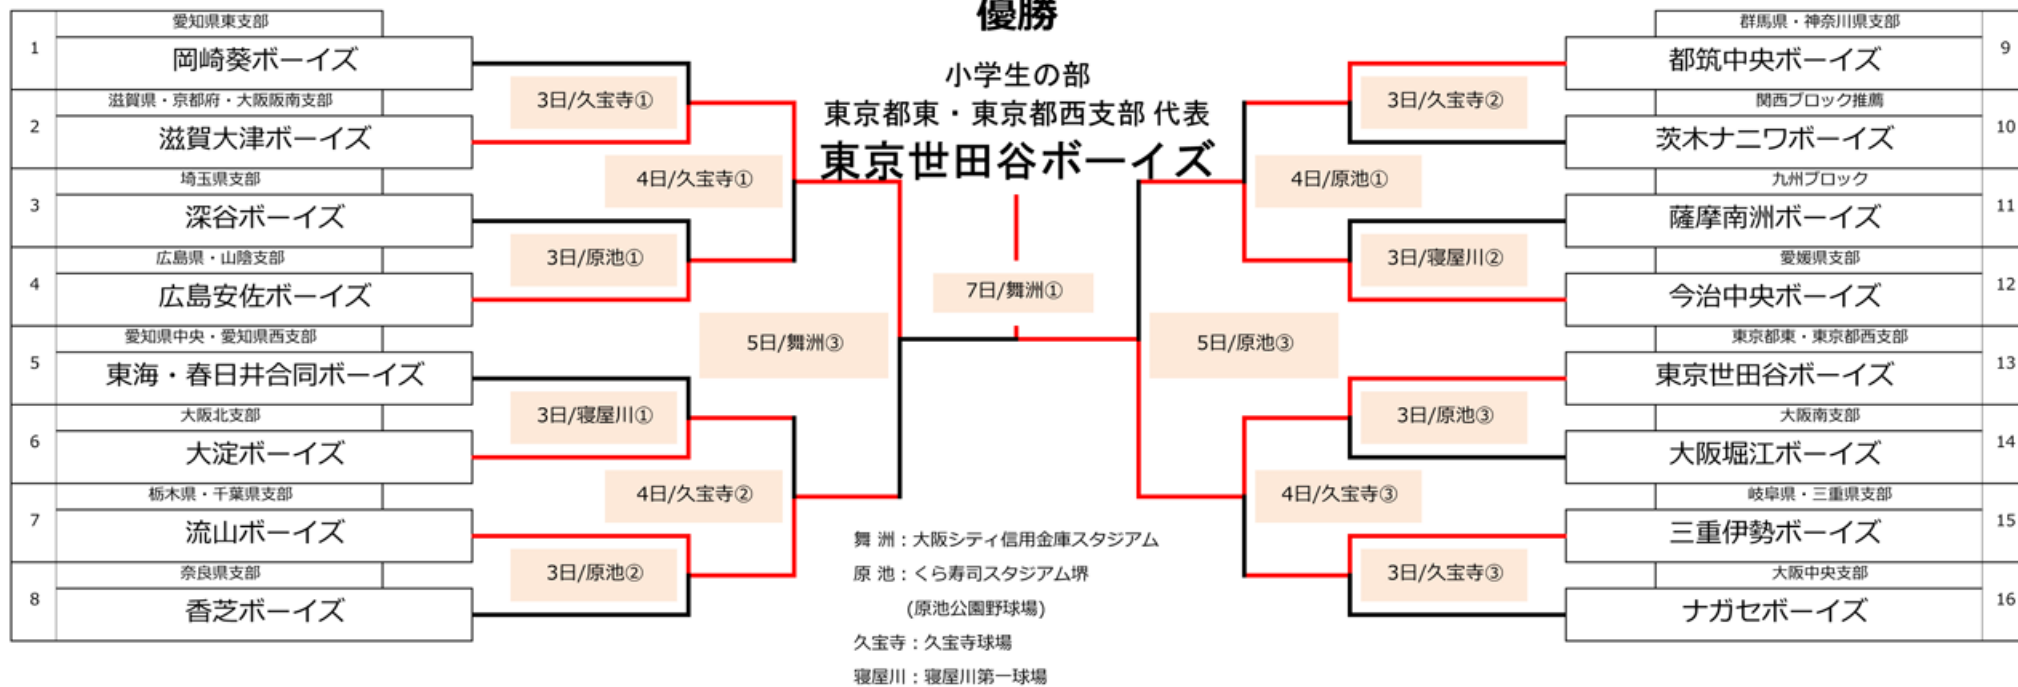 優勝
小学生の部
東京都東・東京都西支部 代表
東京世田谷ボーイズ
愛知県東支部
1
岡崎葵ボーイズ
滋賀県・京都府・大阪阪南支部
2
滋賀大津ボーイズ
埼玉県支部
3
深谷ボーイズ
広島県・山陰支部
4
広島安佐ボーイズ
愛知県中央・愛知県西支部
5
東海・春日井合同ボーイズ
大阪北支部
6
大淀ボーイズ
栃木県・千葉県支部
7
流山ボーイズ
奈良県支部
8
香芝ボーイズ
3日/久宝寺①
3日/原池①
3日/寝屋川①
3日/原池②
4日/久宝寺①
4日/久宝寺②
5日/舞洲③
7日/舞洲①
5日/原池③
4日/原池①
4日/久宝寺③
3日/久宝寺②
3日/寝屋川②
3日/原池③
3日/久宝寺③
群馬県・神奈川県支部
都筑中央ボーイズ
9
関西ブロック推薦
茨木ナニワボーイズ
10
九州ブロック
薩摩南洲ボーイズ
11
愛媛県支部
今治中央ボーイズ
12
東京都東・東京都西支部
東京世田谷ボーイズ
13
大阪南支部
大阪堀江ボーイズ
14
岐阜県・三重県支部
三重伊勢ボーイズ
15
大阪中央支部
ナガセボーイズ
16
舞 洲：大阪シティ信用金庫スタジアム
原 池：くら寿司スタジアム堺
(原池公園野球場)
久宝寺：久宝寺球場
寝屋川：寝屋川第一球場